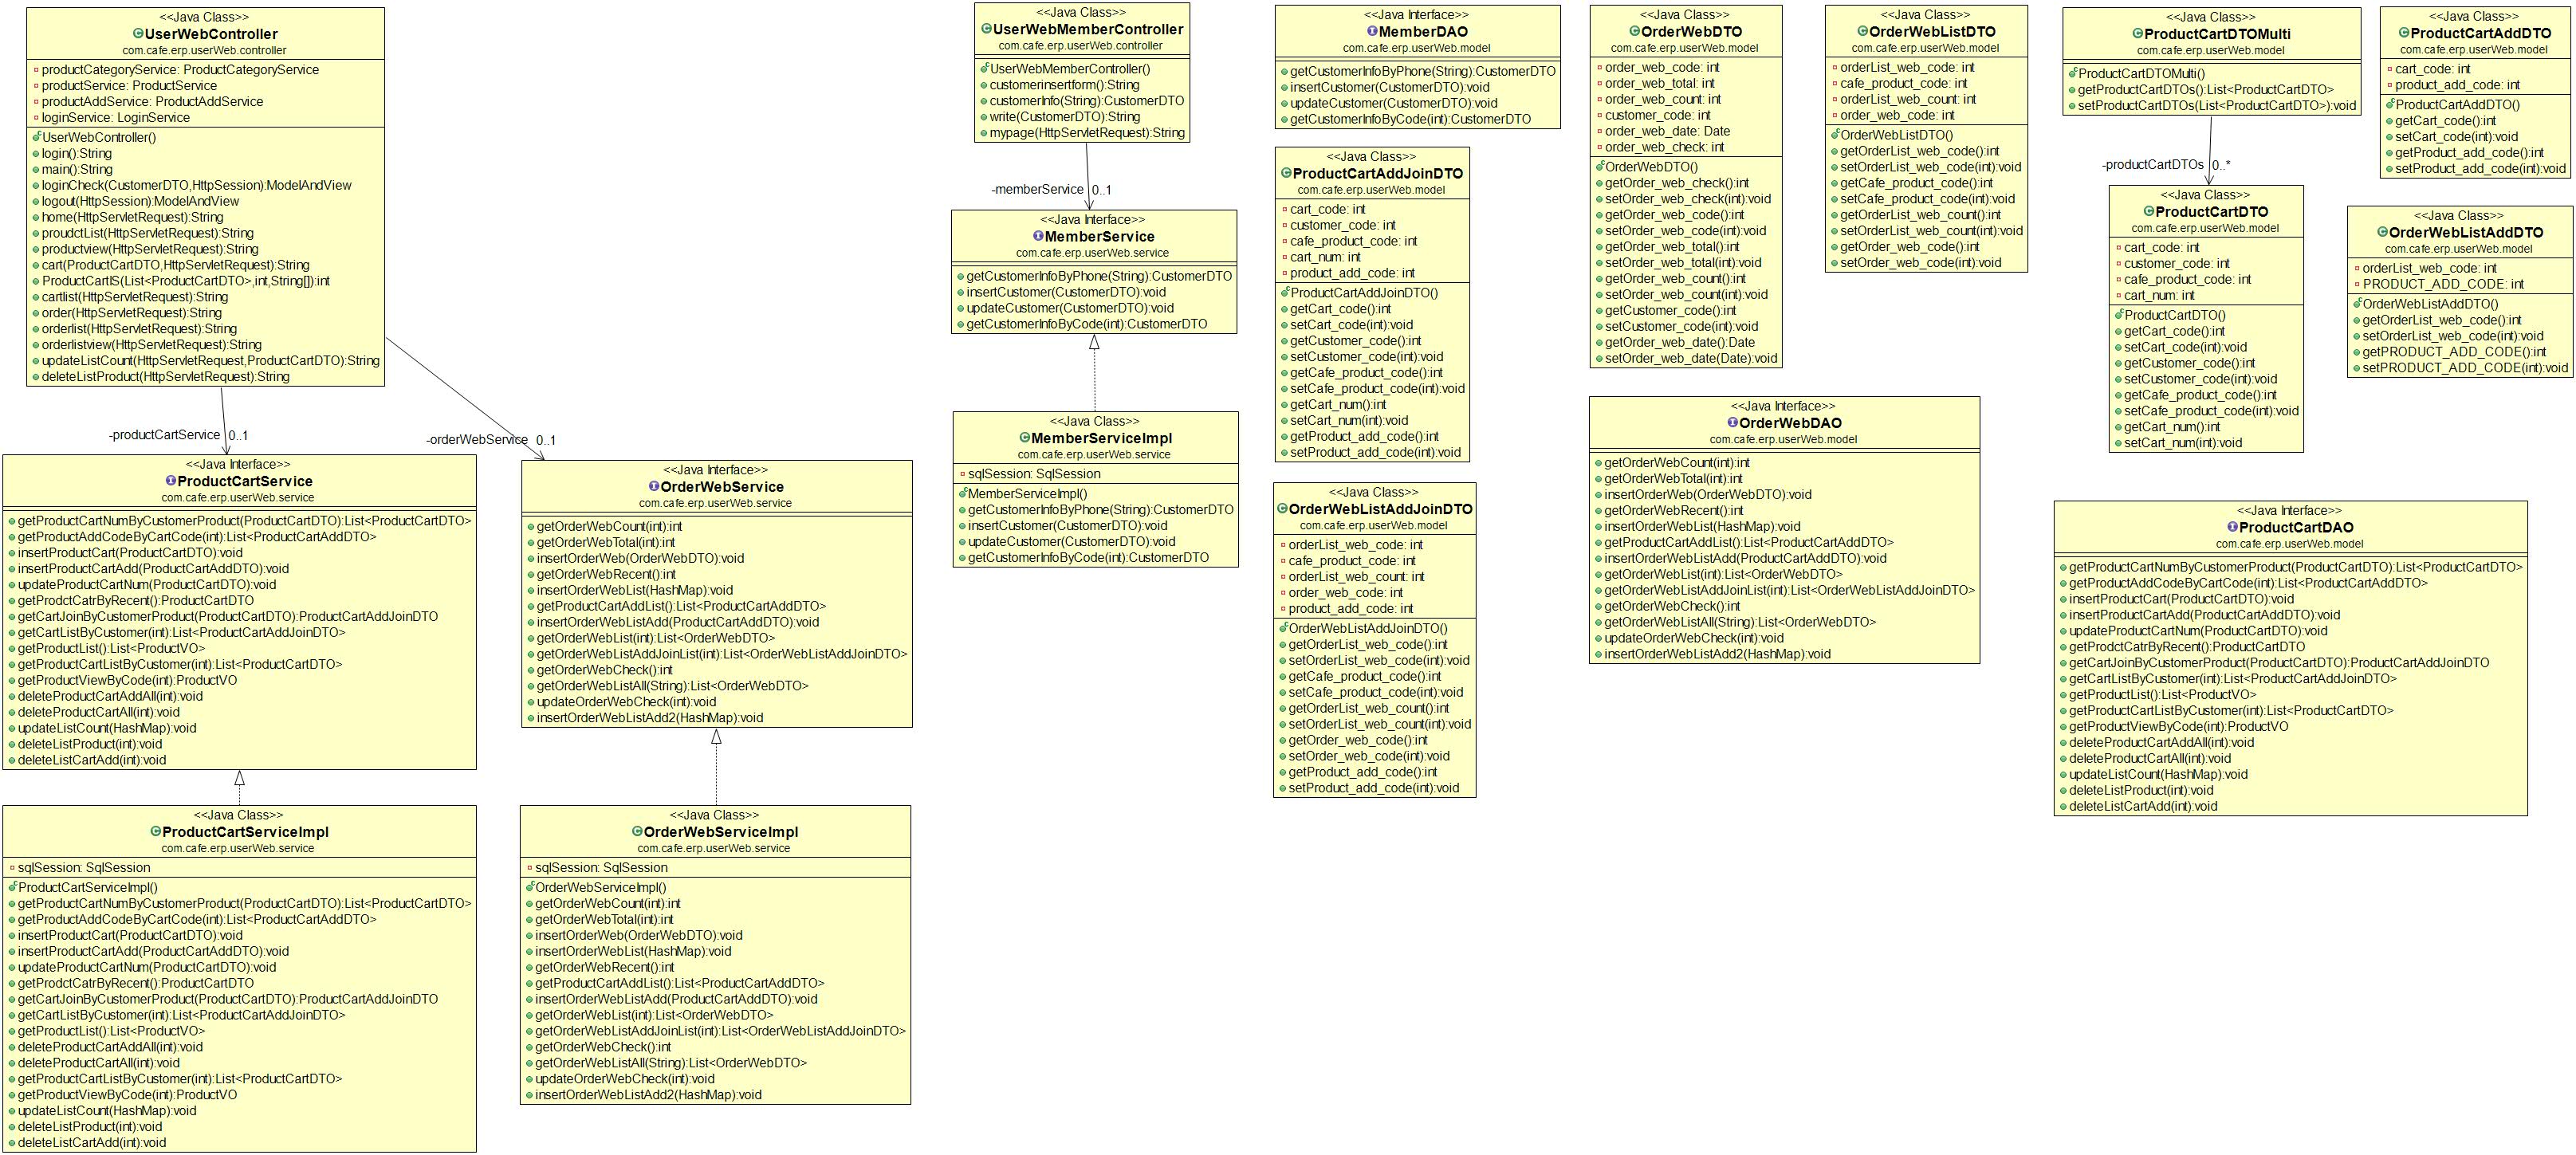 <<Java Class>>
UserWebController
com.cafe.erp.userWeb.controller
productCategoryService: ProductCategoryService
productService: ProductService
productAddService: ProductAddService
loginService: LoginService
UserWebController()
login():String
main():String
loginCheck(CustomerDTO,HttpSession):ModelAndView
logout(HttpSession):ModelAndView
home(HttpServletRequest):String
proudctList(HttpServletRequest):String
productview(HttpServletRequest):String
cart(ProductCartDTO,HttpServletRequest):String
ProductCartIS(List<ProductCartDTO>,int,String[]):int
cartlist(HttpServletRequest):String
order(HttpServletRequest):String
orderlist(HttpServletRequest):String
orderlistview(HttpServletRequest):String
updateListCount(HttpServletRequest,ProductCartDTO):String
deleteListProduct(HttpServletRequest):String
-productCartService 0..1
-orderWebService 0..1
<<Java Interface>>
ProductCartService
com.cafe.erp.userWeb.service
getProductCartNumByCustomerProduct(ProductCartDTO):List<ProductCartDTO>
getProductAddCodeByCartCode(int):List<ProductCartAddDTO>
insertProductCart(ProductCartDTO):void
insertProductCartAdd(ProductCartAddDTO):void
updateProductCartNum(ProductCartDTO):void
getProdctCatrByRecent():ProductCartDTO
getCartJoinByCustomerProduct(ProductCartDTO):ProductCartAddJoinDTO
getCartListByCustomer(int):List<ProductCartAddJoinDTO>
getProductList():List<ProductVO>
getProductCartListByCustomer(int):List<ProductCartDTO>
getProductViewByCode(int):ProductVO
deleteProductCartAddAll(int):void
deleteProductCartAll(int):void
updateListCount(HashMap):void
deleteListProduct(int):void
deleteListCartAdd(int):void
<<Java Class>>
ProductCartServiceImpl
com.cafe.erp.userWeb.service
sqlSession: SqlSession
ProductCartServiceImpl()
getProductCartNumByCustomerProduct(ProductCartDTO):List<ProductCartDTO>
getProductAddCodeByCartCode(int):List<ProductCartAddDTO>
insertProductCart(ProductCartDTO):void
insertProductCartAdd(ProductCartAddDTO):void
updateProductCartNum(ProductCartDTO):void
getProdctCatrByRecent():ProductCartDTO
getCartJoinByCustomerProduct(ProductCartDTO):ProductCartAddJoinDTO
getCartListByCustomer(int):List<ProductCartAddJoinDTO>
getProductList():List<ProductVO>
deleteProductCartAddAll(int):void
deleteProductCartAll(int):void
getProductCartListByCustomer(int):List<ProductCartDTO>
getProductViewByCode(int):ProductVO
updateListCount(HashMap):void
deleteListProduct(int):void
deleteListCartAdd(int):void
<<Java Interface>>
OrderWebService
com.cafe.erp.userWeb.service
getOrderWebCount(int):int
getOrderWebTotal(int):int
insertOrderWeb(OrderWebDTO):void
getOrderWebRecent():int
insertOrderWebList(HashMap):void
getProductCartAddList():List<ProductCartAddDTO>
insertOrderWebListAdd(ProductCartAddDTO):void
getOrderWebList(int):List<OrderWebDTO>
getOrderWebListAddJoinList(int):List<OrderWebListAddJoinDTO>
getOrderWebCheck():int
getOrderWebListAll(String):List<OrderWebDTO>
updateOrderWebCheck(int):void
insertOrderWebListAdd2(HashMap):void
<<Java Class>>
OrderWebServiceImpl
com.cafe.erp.userWeb.service
sqlSession: SqlSession
OrderWebServiceImpl()
getOrderWebCount(int):int
getOrderWebTotal(int):int
insertOrderWeb(OrderWebDTO):void
insertOrderWebList(HashMap):void
getOrderWebRecent():int
getProductCartAddList():List<ProductCartAddDTO>
insertOrderWebListAdd(ProductCartAddDTO):void
getOrderWebList(int):List<OrderWebDTO>
getOrderWebListAddJoinList(int):List<OrderWebListAddJoinDTO>
getOrderWebCheck():int
getOrderWebListAll(String):List<OrderWebDTO>
updateOrderWebCheck(int):void
insertOrderWebListAdd2(HashMap):void
<<Java Class>>
UserWebMemberController
com.cafe.erp.userWeb.controller
UserWebMemberController()
customerinsertform():String
customerInfo(String):CustomerDTO
write(CustomerDTO):String
mypage(HttpServletRequest):String
-memberService 0..1
<<Java Interface>>
MemberService
com.cafe.erp.userWeb.service
getCustomerInfoByPhone(String):CustomerDTO
insertCustomer(CustomerDTO):void
updateCustomer(CustomerDTO):void
getCustomerInfoByCode(int):CustomerDTO
<<Java Class>>
MemberServiceImpl
com.cafe.erp.userWeb.service
sqlSession: SqlSession
MemberServiceImpl()
getCustomerInfoByPhone(String):CustomerDTO
insertCustomer(CustomerDTO):void
updateCustomer(CustomerDTO):void
getCustomerInfoByCode(int):CustomerDTO
<<Java Interface>>
MemberDAO
com.cafe.erp.userWeb.model
getCustomerInfoByPhone(String):CustomerDTO
insertCustomer(CustomerDTO):void
updateCustomer(CustomerDTO):void
getCustomerInfoByCode(int):CustomerDTO
<<Java Class>>
ProductCartAddJoinDTO
com.cafe.erp.userWeb.model
cart_code: int
customer_code: int
cafe_product_code: int
cart_num: int
product_add_code: int
ProductCartAddJoinDTO()
getCart_code():int
setCart_code(int):void
getCustomer_code():int
setCustomer_code(int):void
getCafe_product_code():int
setCafe_product_code(int):void
getCart_num():int
setCart_num(int):void
getProduct_add_code():int
setProduct_add_code(int):void
<<Java Class>>
OrderWebListAddJoinDTO
com.cafe.erp.userWeb.model
orderList_web_code: int
cafe_product_code: int
orderList_web_count: int
order_web_code: int
product_add_code: int
OrderWebListAddJoinDTO()
getOrderList_web_code():int
setOrderList_web_code(int):void
getCafe_product_code():int
setCafe_product_code(int):void
getOrderList_web_count():int
setOrderList_web_count(int):void
getOrder_web_code():int
setOrder_web_code(int):void
getProduct_add_code():int
setProduct_add_code(int):void
<<Java Class>>
OrderWebDTO
com.cafe.erp.userWeb.model
order_web_code: int
order_web_total: int
order_web_count: int
customer_code: int
order_web_date: Date
order_web_check: int
OrderWebDTO()
getOrder_web_check():int
setOrder_web_check(int):void
getOrder_web_code():int
setOrder_web_code(int):void
getOrder_web_total():int
setOrder_web_total(int):void
getOrder_web_count():int
setOrder_web_count(int):void
getCustomer_code():int
setCustomer_code(int):void
getOrder_web_date():Date
setOrder_web_date(Date):void
<<Java Interface>>
OrderWebDAO
com.cafe.erp.userWeb.model
getOrderWebCount(int):int
getOrderWebTotal(int):int
insertOrderWeb(OrderWebDTO):void
getOrderWebRecent():int
insertOrderWebList(HashMap):void
getProductCartAddList():List<ProductCartAddDTO>
insertOrderWebListAdd(ProductCartAddDTO):void
getOrderWebList(int):List<OrderWebDTO>
getOrderWebListAddJoinList(int):List<OrderWebListAddJoinDTO>
getOrderWebCheck():int
getOrderWebListAll(String):List<OrderWebDTO>
updateOrderWebCheck(int):void
insertOrderWebListAdd2(HashMap):void
<<Java Class>>
OrderWebListDTO
com.cafe.erp.userWeb.model
orderList_web_code: int
cafe_product_code: int
orderList_web_count: int
order_web_code: int
OrderWebListDTO()
getOrderList_web_code():int
setOrderList_web_code(int):void
getCafe_product_code():int
setCafe_product_code(int):void
getOrderList_web_count():int
setOrderList_web_count(int):void
getOrder_web_code():int
setOrder_web_code(int):void
<<Java Class>>
ProductCartDTOMulti
com.cafe.erp.userWeb.model
ProductCartDTOMulti()
getProductCartDTOs():List<ProductCartDTO>
setProductCartDTOs(List<ProductCartDTO>):void
-productCartDTOs 0..*
<<Java Class>>
ProductCartDTO
com.cafe.erp.userWeb.model
cart_code: int
customer_code: int
cafe_product_code: int
cart_num: int
ProductCartDTO()
getCart_code():int
setCart_code(int):void
getCustomer_code():int
setCustomer_code(int):void
getCafe_product_code():int
setCafe_product_code(int):void
getCart_num():int
setCart_num(int):void
<<Java Class>>
ProductCartAddDTO
com.cafe.erp.userWeb.model
cart_code: int
product_add_code: int
ProductCartAddDTO()
getCart_code():int
setCart_code(int):void
getProduct_add_code():int
setProduct_add_code(int):void
<<Java Class>>
OrderWebListAddDTO
com.cafe.erp.userWeb.model
orderList_web_code: int
PRODUCT_ADD_CODE: int
OrderWebListAddDTO()
getOrderList_web_code():int
setOrderList_web_code(int):void
getPRODUCT_ADD_CODE():int
setPRODUCT_ADD_CODE(int):void
<<Java Interface>>
ProductCartDAO
com.cafe.erp.userWeb.model
getProductCartNumByCustomerProduct(ProductCartDTO):List<ProductCartDTO>
getProductAddCodeByCartCode(int):List<ProductCartAddDTO>
insertProductCart(ProductCartDTO):void
insertProductCartAdd(ProductCartAddDTO):void
updateProductCartNum(ProductCartDTO):void
getProdctCatrByRecent():ProductCartDTO
getCartJoinByCustomerProduct(ProductCartDTO):ProductCartAddJoinDTO
getCartListByCustomer(int):List<ProductCartAddJoinDTO>
getProductList():List<ProductVO>
getProductCartListByCustomer(int):List<ProductCartDTO>
getProductViewByCode(int):ProductVO
deleteProductCartAddAll(int):void
deleteProductCartAll(int):void
updateListCount(HashMap):void
deleteListProduct(int):void
deleteListCartAdd(int):void